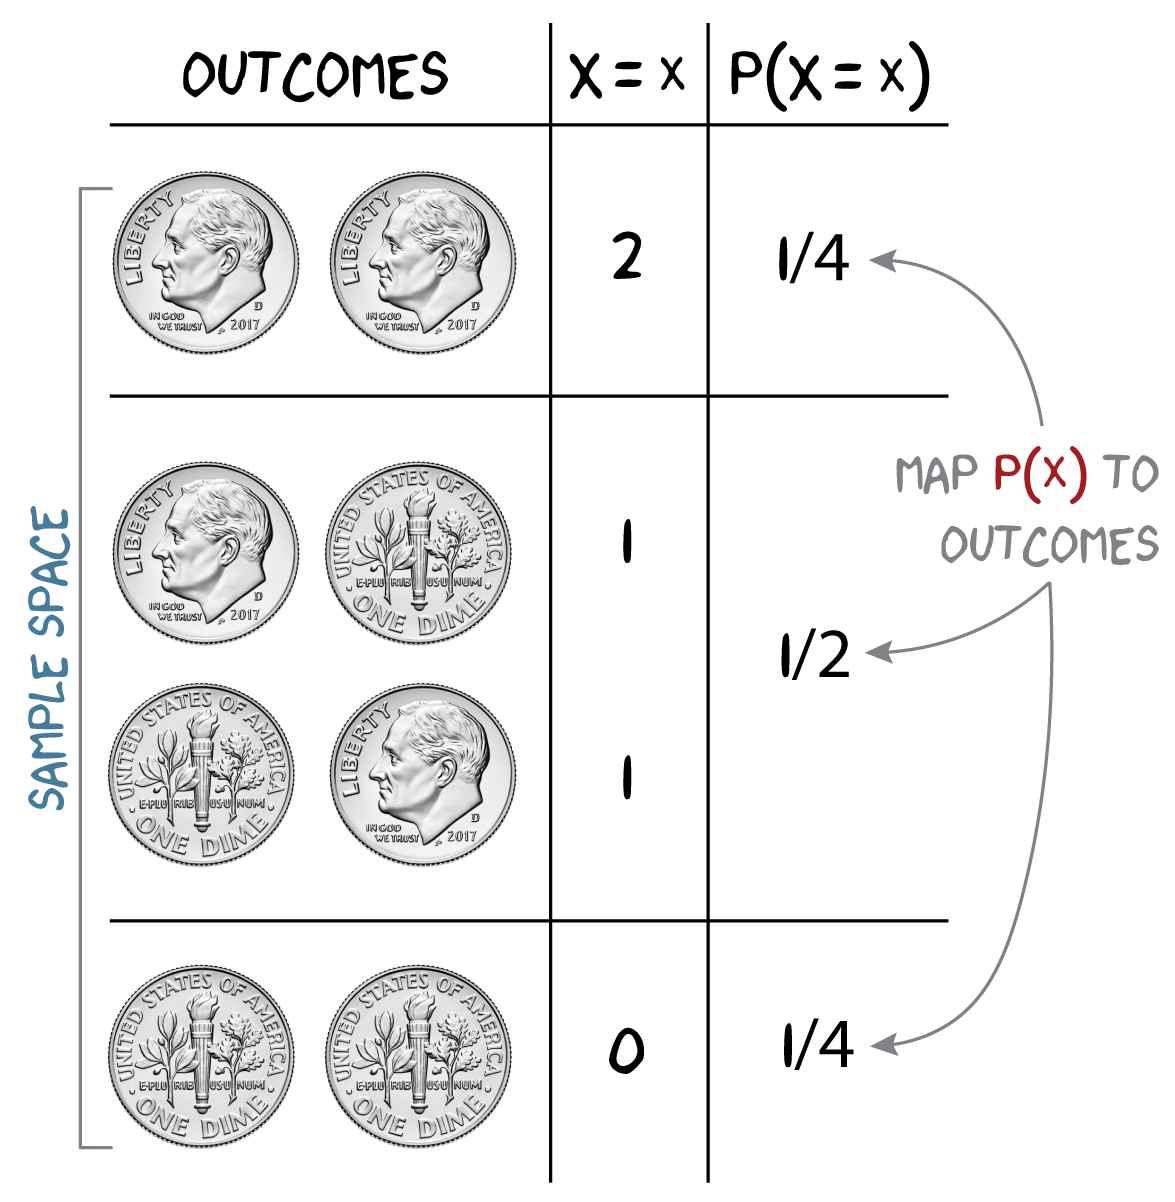 OUTCOMES X = x P(X = x)
LIBERTY
IN GOD
WE TRUST
D
2017
LIBERTY
IN GOD
WE TRUST
D
2017
2
1/4
MAP P(X) TO
OUTCOMES
LIBERTY
IN GOD
WE TRUST
D
2017
UNITED STATES OF AMERICA
E·PLURIBUS·UNUM
ONE DIME
1
1/2
UNITED STATES OF AMERICA
E·PLURIBUS·UNUM
ONE DIME
LIBERTY
IN GOD
WE TRUST
D
2017
1
UNITED STATES OF AMERICA
E·PLURIBUS·UNUM
ONE DIME
UNITED STATES OF AMERICA
E·PLURIBUS·UNUM
ONE DIME
0
1/4
SAMPLE SPACE